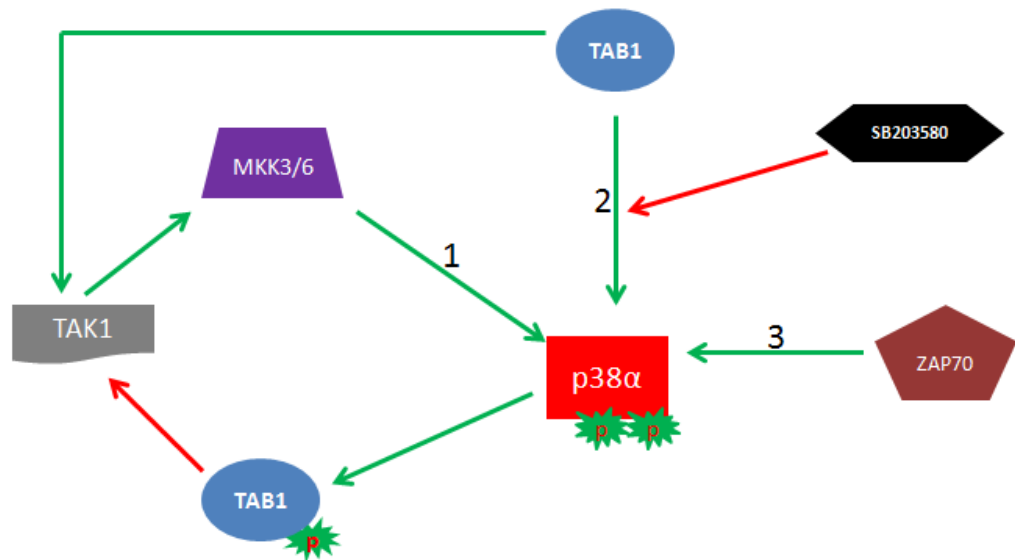 TAB1
SB203580
MKK3/6
2
1
TAK1
3
ZAP70
p38α
p p
TAB1
p